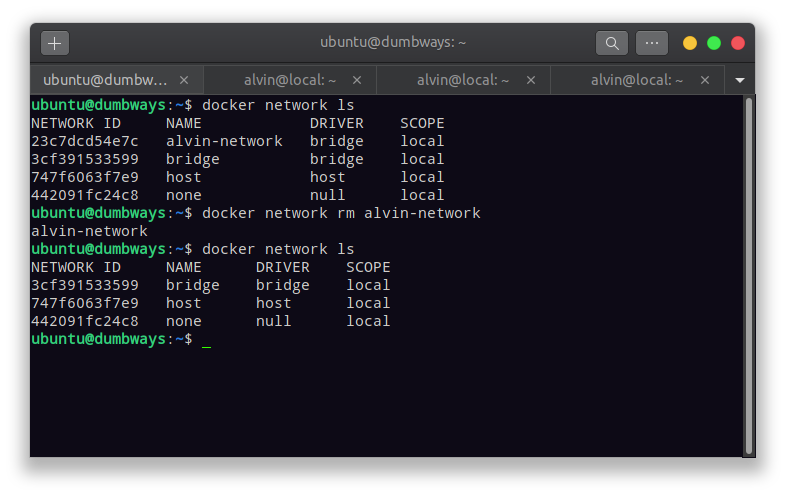 ubuntu@dumbways: ~
ubuntu@dumbw... × alvin@local: ~ × alvin@local: ~ × alvin@local: ~ ×
ubuntu@dumbways:~$ docker network ls
NETWORK ID NAME DRIVER SCOPE
23c7dcd54e7c alvin-network bridge local
3cf391533599 bridge bridge local
747f6063f7e9 host host local
442091fc24c8 none null local
ubuntu@dumbways:~$ docker network rm alvin-network
alvin-network
ubuntu@dumbways:~$ docker network ls
NETWORK ID NAME DRIVER SCOPE
3cf391533599 bridge bridge local
747f6063f7e9 host host local
442091fc24c8 none null local
ubuntu@dumbways:~$ _